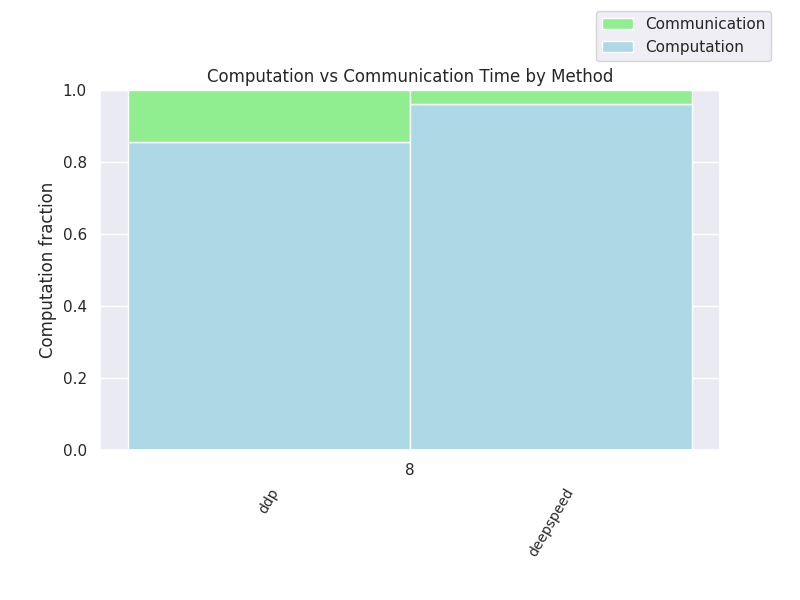 Communication
Computation
Computation vs Communication Time by Method
Computation fraction
1.0
0.8
0.6
0.4
0.2
0.0
8
ddp
deepspeed